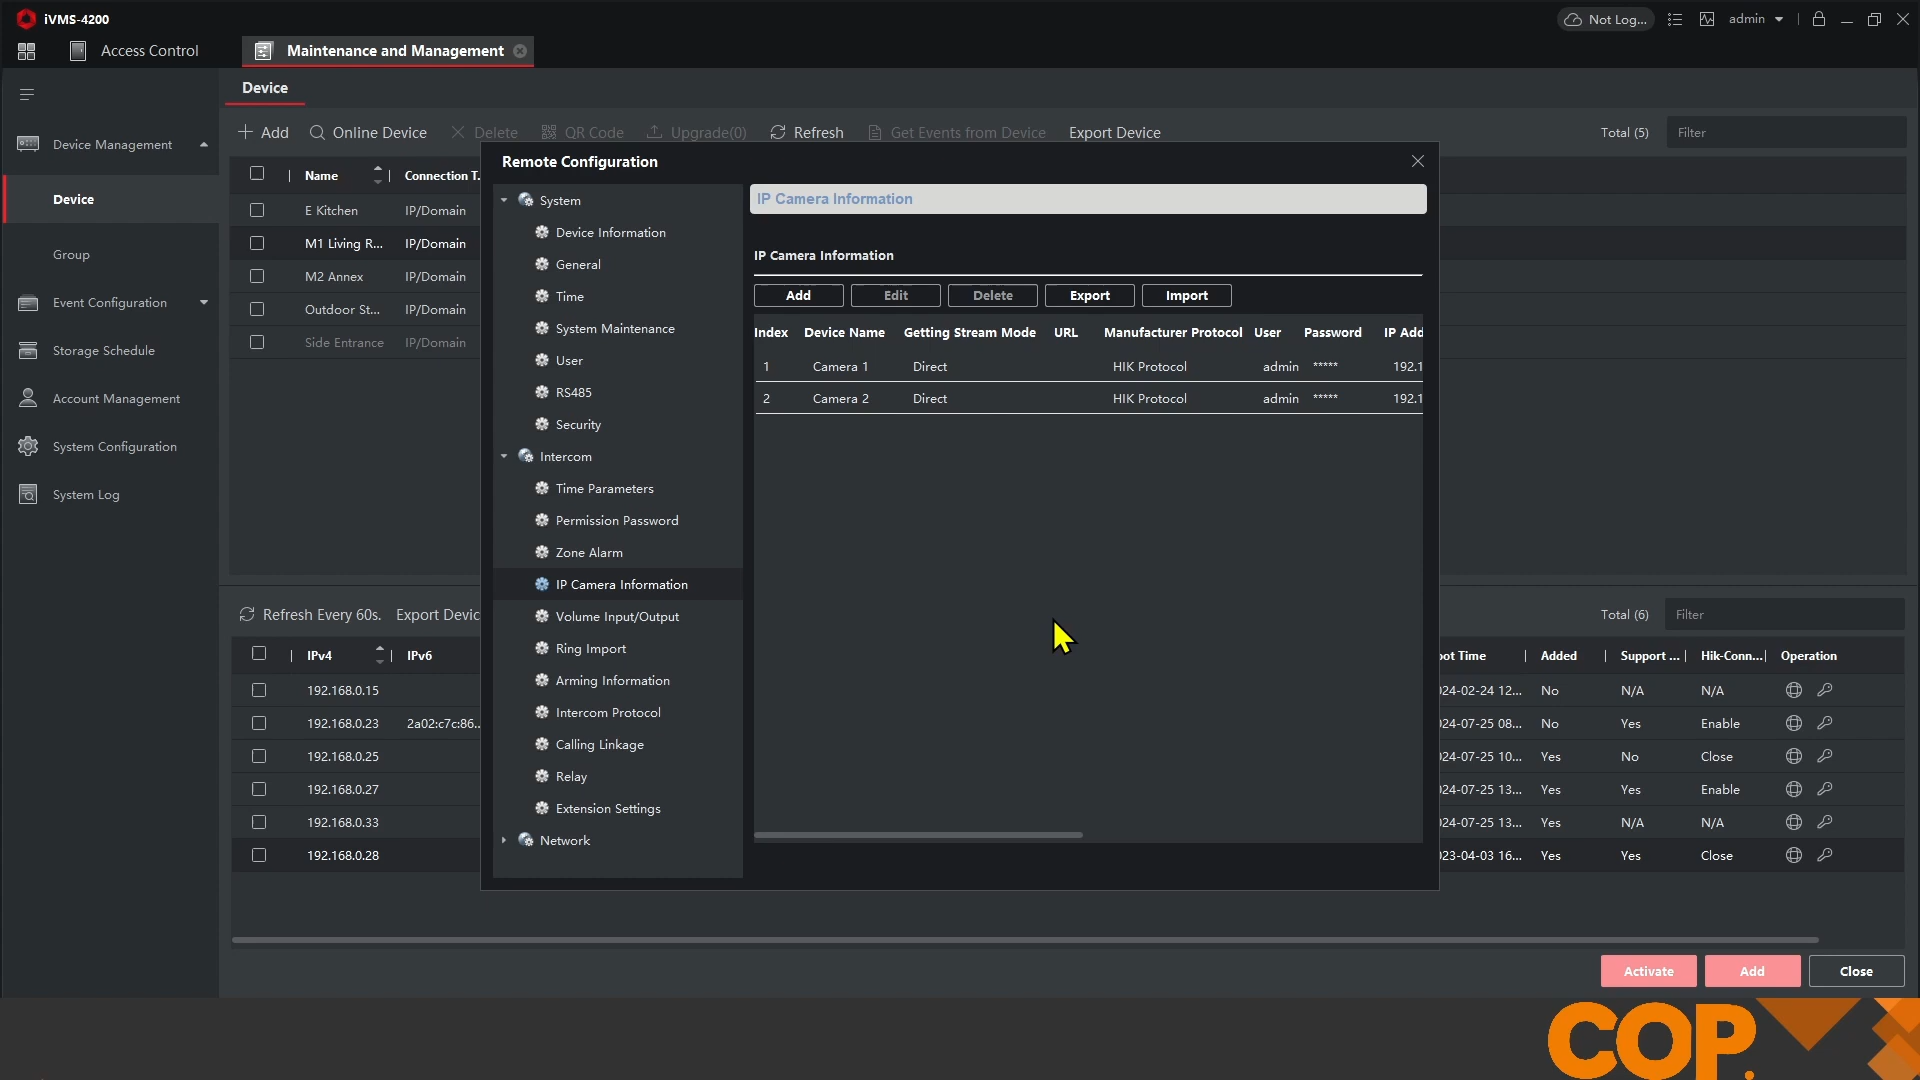 iVMS-4200
Not Log...
admin
Access Control
Maintenance and Management
Device
Device Management
Device
Group
Event Configuration
Storage Schedule
Account Management
System Configuration
System Log
Add
Online Device
Delete
QR Code
Upgrade(0)
Refresh
Get Events from Device
Export Device
Total (5)
Filter
Name
Connection T.
E Kitchen
IP/Domain
M1 Living R...
IP/Domain
M2 Annex
IP/Domain
Outdoor St...
IP/Domain
Side Entrance
IP/Domain
Remote Configuration
System
Device Information
General
Time
System Maintenance
User
RS485
Security
Intercom
Time Parameters
Permission Password
Zone Alarm
IP Camera Information
Volume Input/Output
Ring Import
Arming Information
Intercom Protocol
Calling Linkage
Relay
Extension Settings
Network
IP Camera Information
IP Camera Information
Add
Edit
Delete
Export
Import
Index Device Name Getting Stream Mode URL Manufacturer Protocol User Password IP Add
1 Camera 1 Direct HIK Protocol admin ***** 192.1
2 Camera 2 Direct HIK Protocol admin ***** 192.1
Refresh Every 60s.
Export Devic
Total (6)
Filter
IPv4
IPv6
oot Time
Added
Support ...
Hik-Conn...
Operation
192.168.0.15
024-02-24 12... No N/A N/A
192.168.0.23 2a02:c7c:86..
024-07-25 08... No Yes Enable
192.168.0.25
024-07-25 10... Yes No Close
192.168.0.27
024-07-25 13... Yes Yes Enable
192.168.0.33
024-07-25 13... Yes N/A N/A
192.168.0.28
023-04-03 16... Yes Yes Close
Activate
Add
Close
COP.